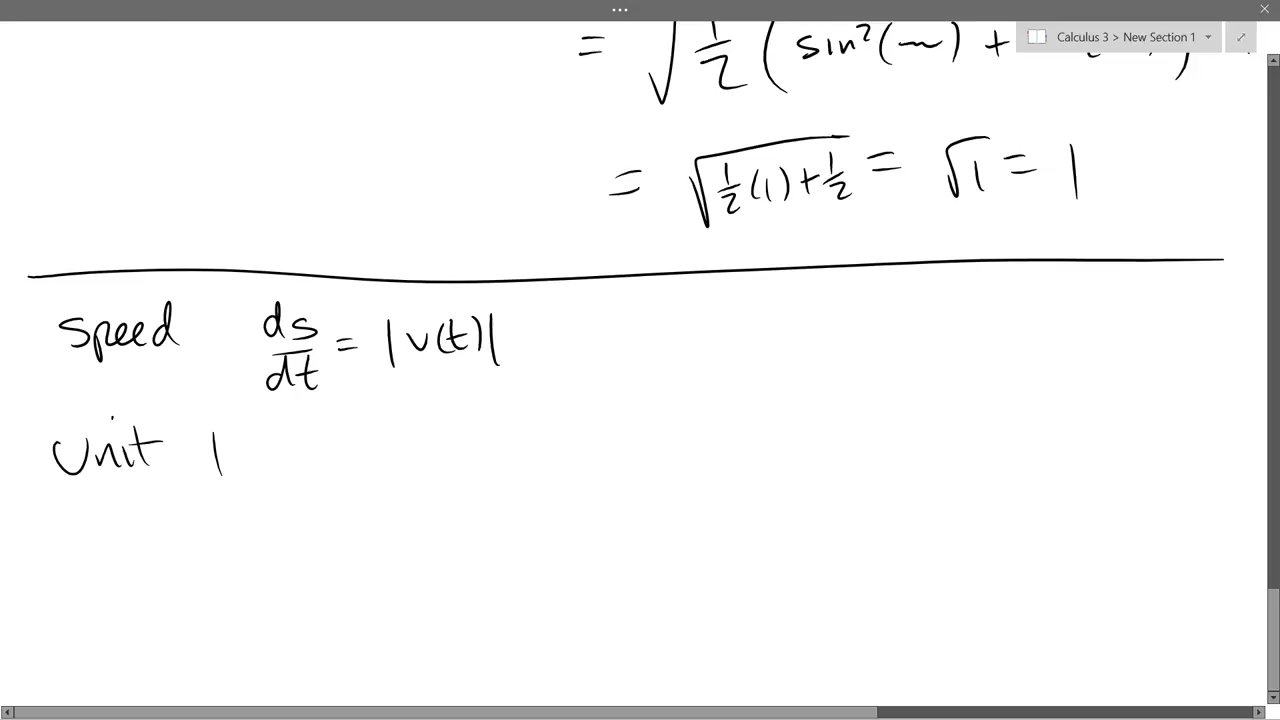 Calculus 3 > New Section 1
= √(1/2 (sin²(~) +
= √(1/2 (1) + 1/2) = √1 = 1
Speed ds/dt = |v(t)|
Unit